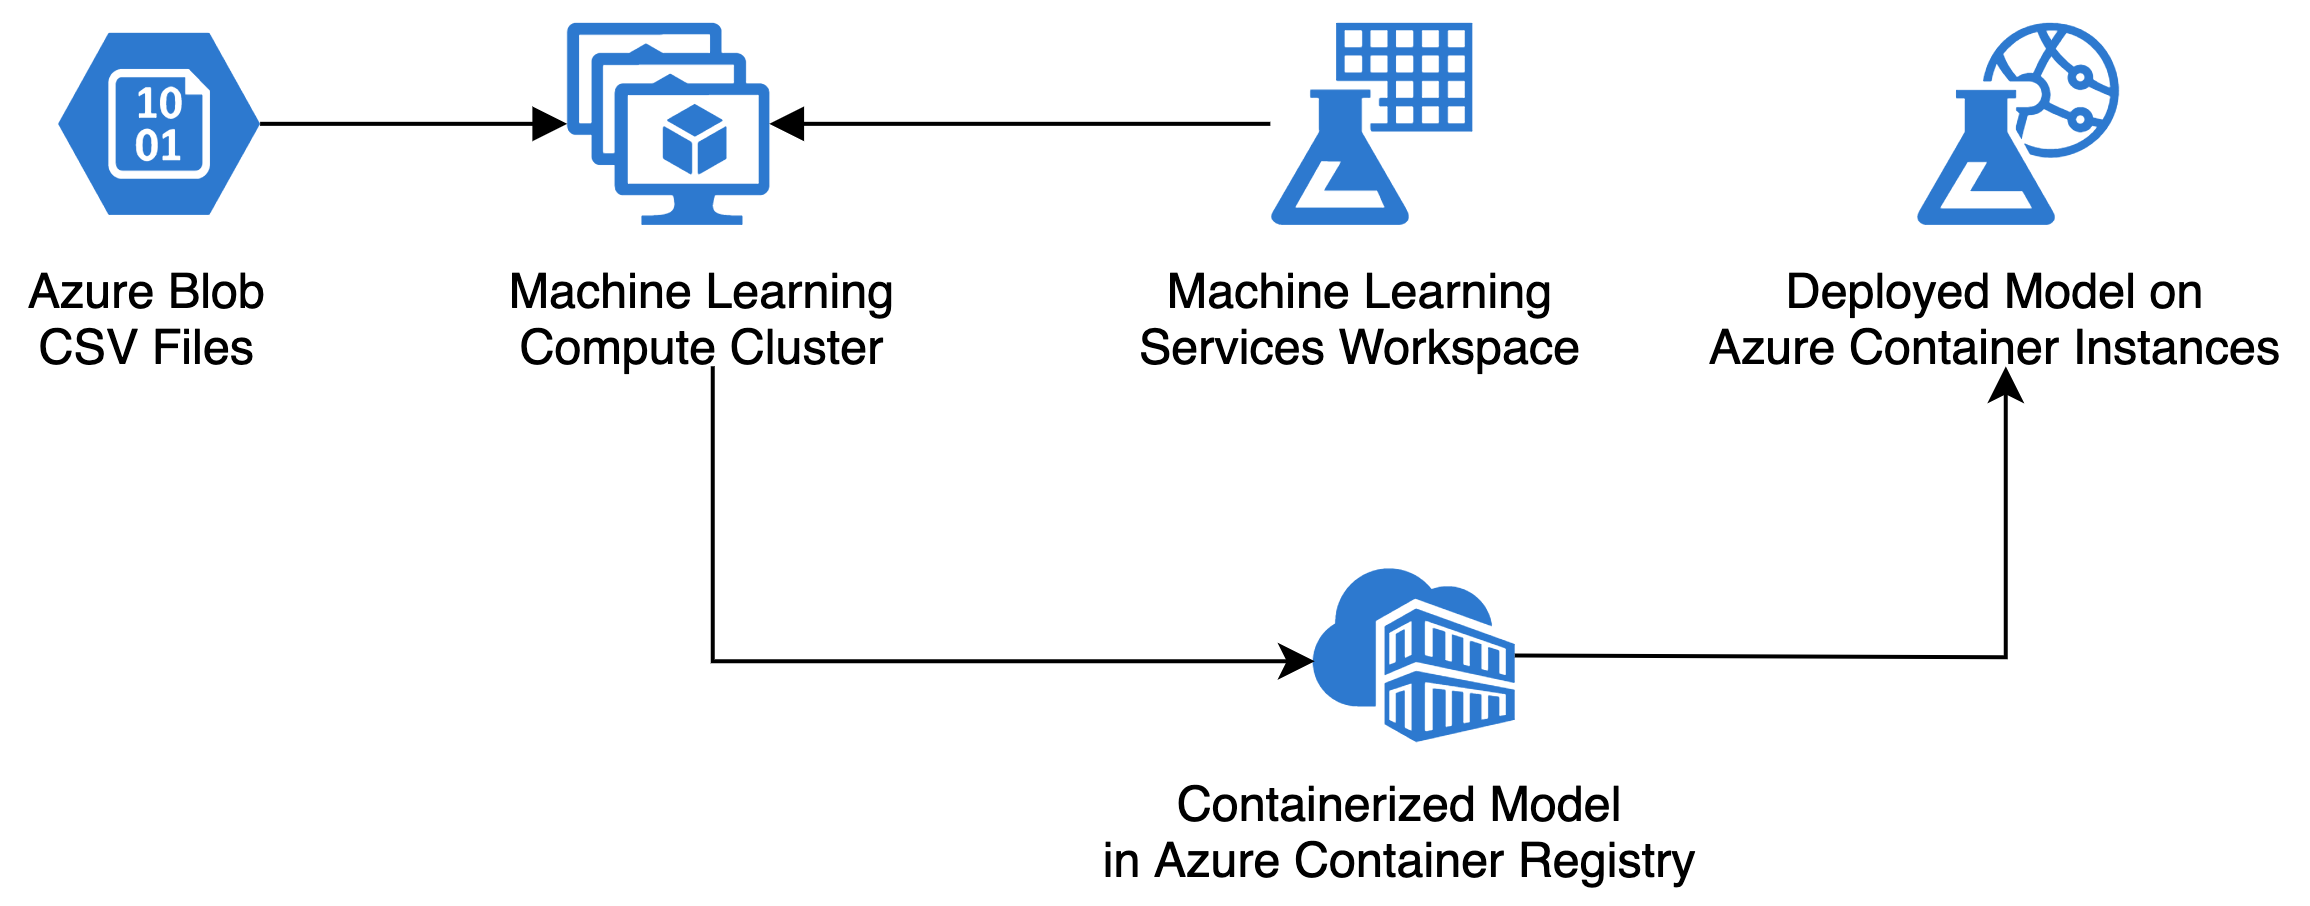 10
01
Azure Blob
CSV Files
Machine Learning
Compute Cluster
Machine Learning
Services Workspace
Deployed Model on
Azure Container Instances
Containerized Model
in Azure Container Registry